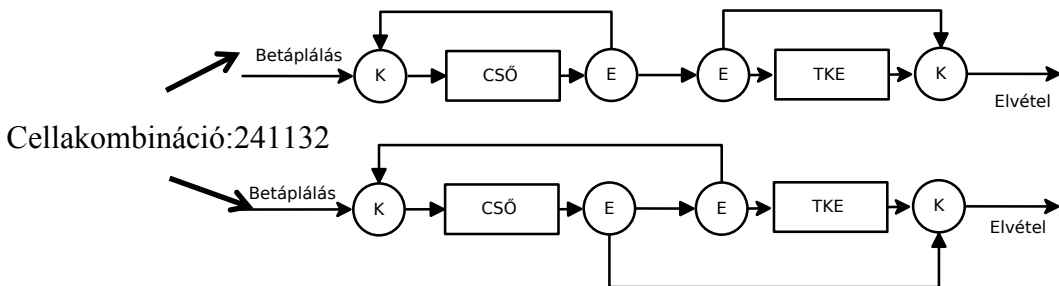 Betáplálás
K
CSŐ
E
E
TKE
K
Elvétel
Cellakombináció:241132
Betáplálás
K
CSŐ
E
E
TKE
K
Elvétel